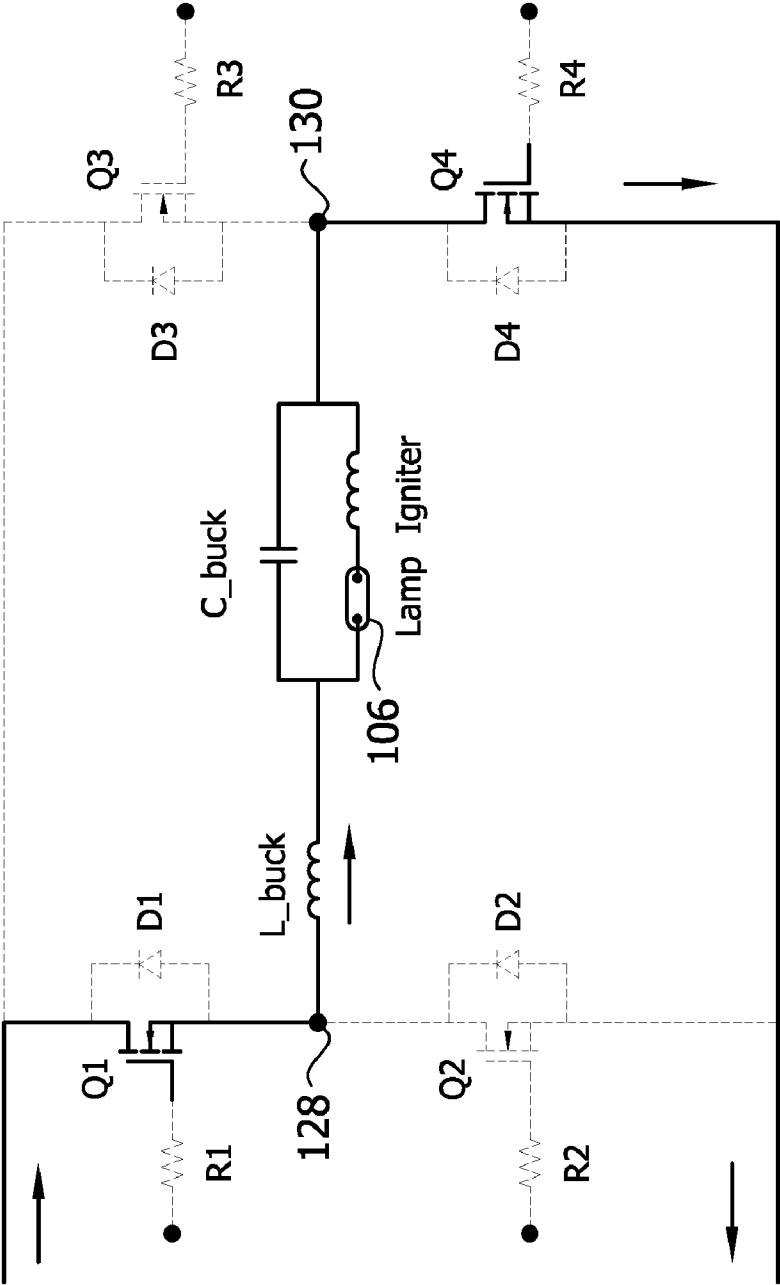 Q1
R1
D1
128
L_buck
Q2
R2
D2
C_buck
106
Lamp Igniter
Q3
R3
D3
130
Q4
R4
D4